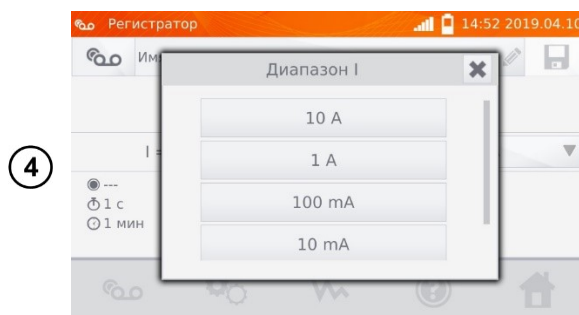 Регистратор 14:52 2019.04.10
Им
Диапазон I
10 A
I =
1 A
4
---
1 с
100 mA
1 мин
10 mA